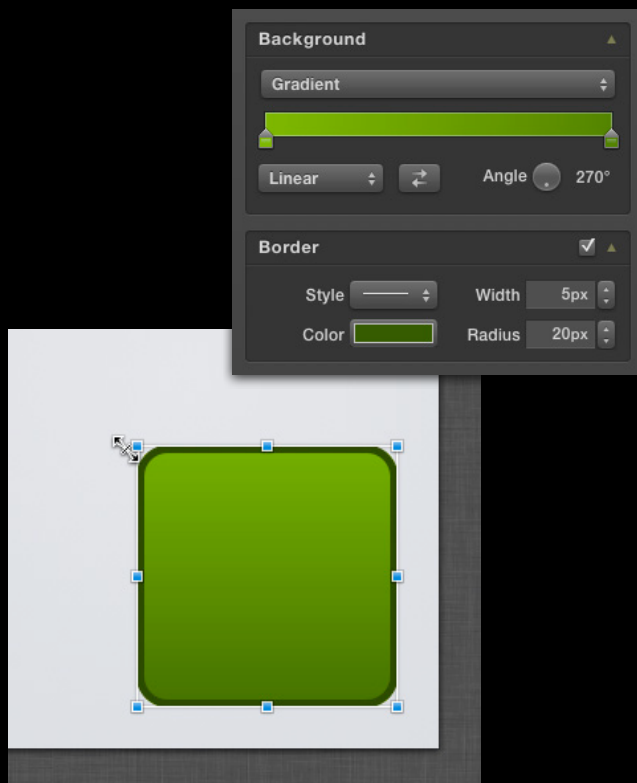 Background
Gradient
Linear Angle 270°
Border
Style Width 5px
Color Radius 20px